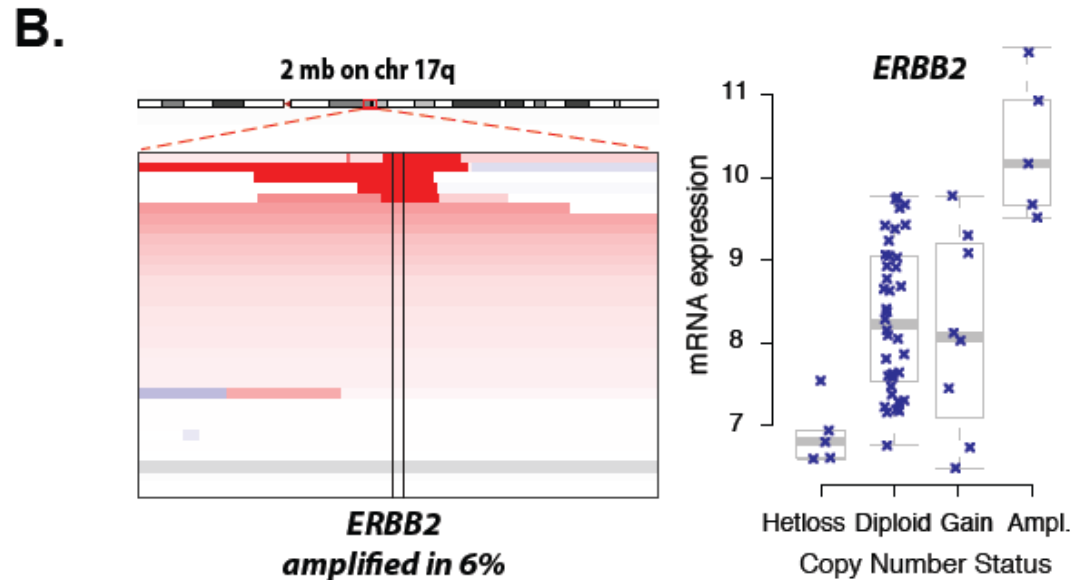 B.
2 mb on chr 17q
ERBB2
amplified in 6%
ERBB2
mRNA expression
11
10
9
8
7
Hetloss Diploid Gain Ampl.
Copy Number Status